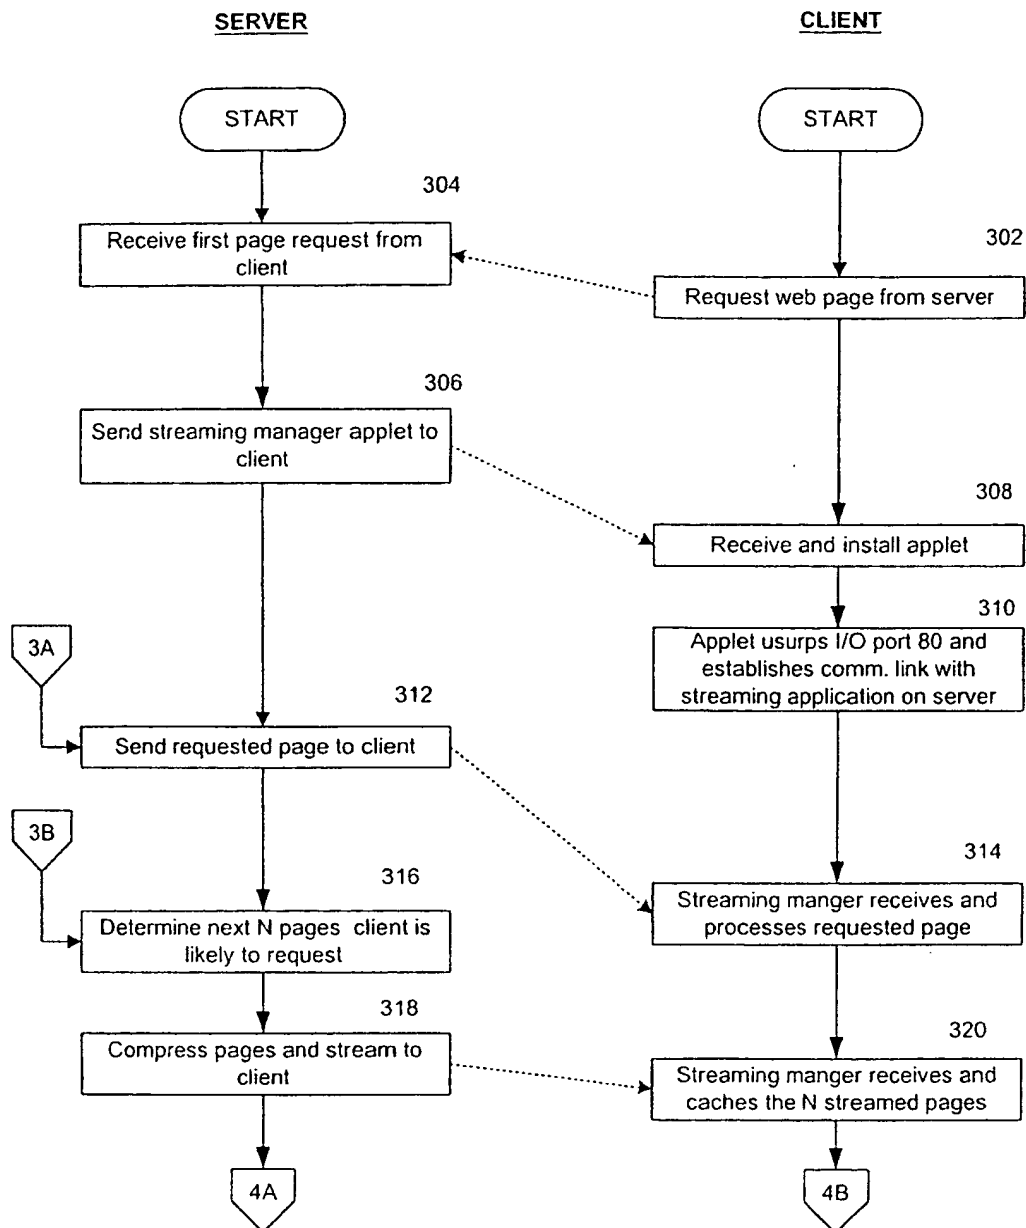 SERVER
CLIENT
START
START
304
Receive first page request from
client
302
Request web page from server
306
Send streaming manager applet to
client
308
Receive and install applet
310
Applet usurps I/O port 80 and
establishes comm. link with
streaming application on server
3A
312
Send requested page to client
3B
314
Streaming manger receives and
processes requested page
316
Determine next N pages client is
likely to request
318
Compress pages and stream to
client
320
Streaming manger receives and
caches the N streamed pages
4A
4B